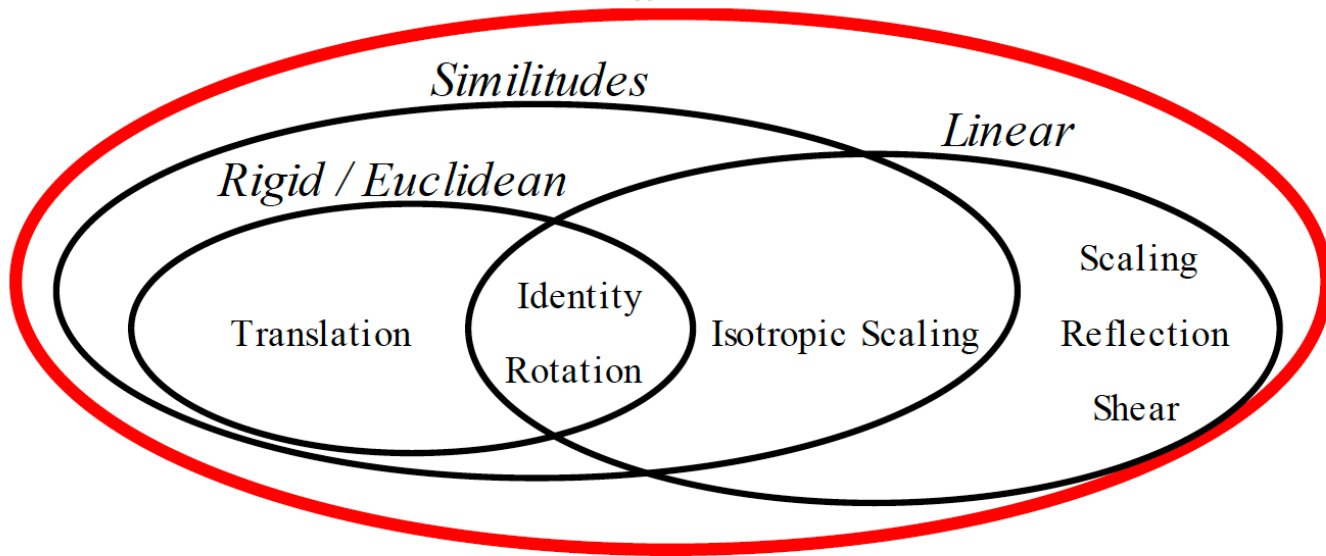 Similitudes
Linear
Rigid / Euclidean
Scaling
Identity
Translation
Isotropic Scaling
Reflection
Rotation
Shear